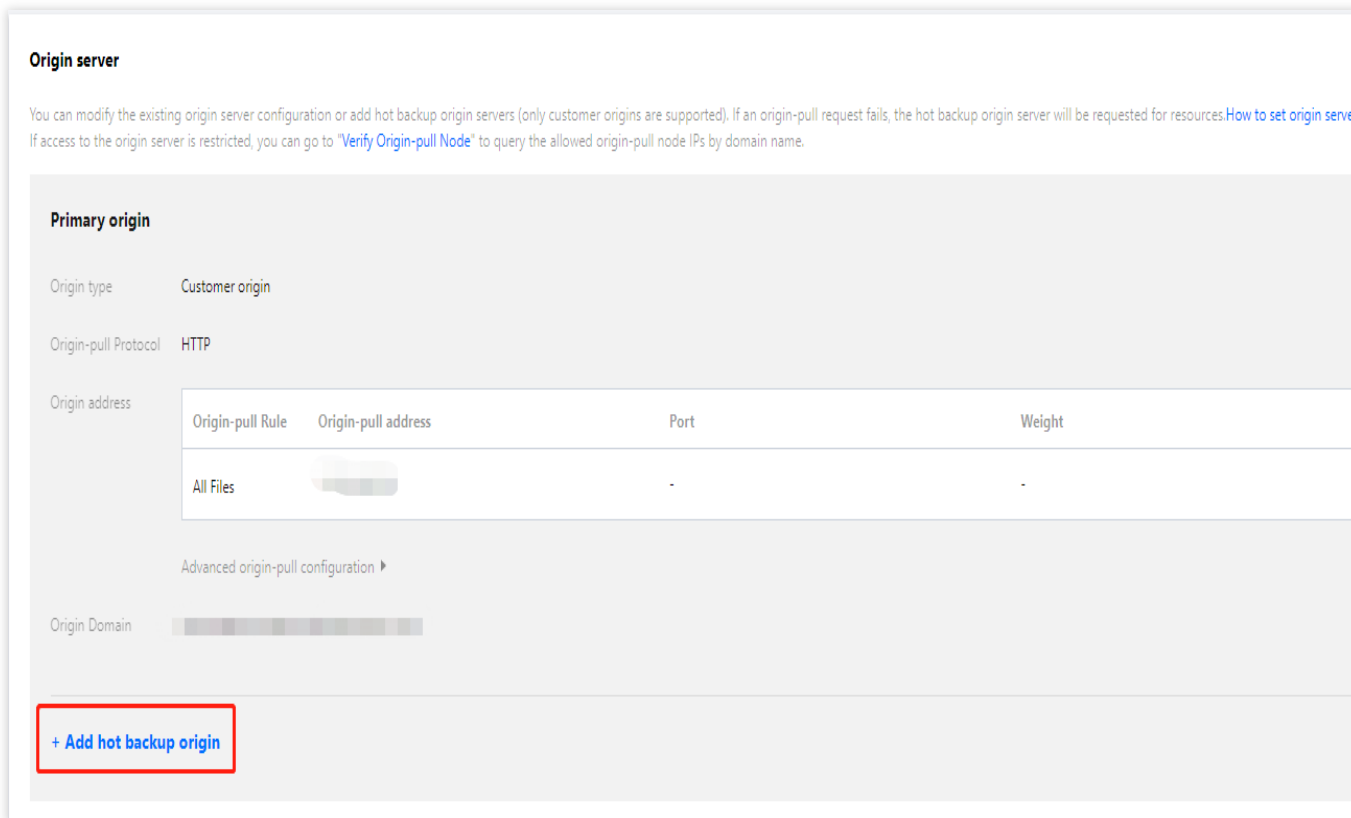 Origin server
You can modify the existing origin server configuration or add hot backup origin servers (only customer origins are supported). If an origin-pull request fails, the hot backup origin server will be requested for resources.How to set origin serve
If access to the origin server is restricted, you can go to "Verify Origin-pull Node" to query the allowed origin-pull node IPs by domain name.
Primary origin
Origin type Customer origin
Origin-pull Protocol HTTP
Origin address
Origin-pull Rule Origin-pull address Port Weight
All Files - -
Advanced origin-pull configuration
Origin Domain
+ Add hot backup origin